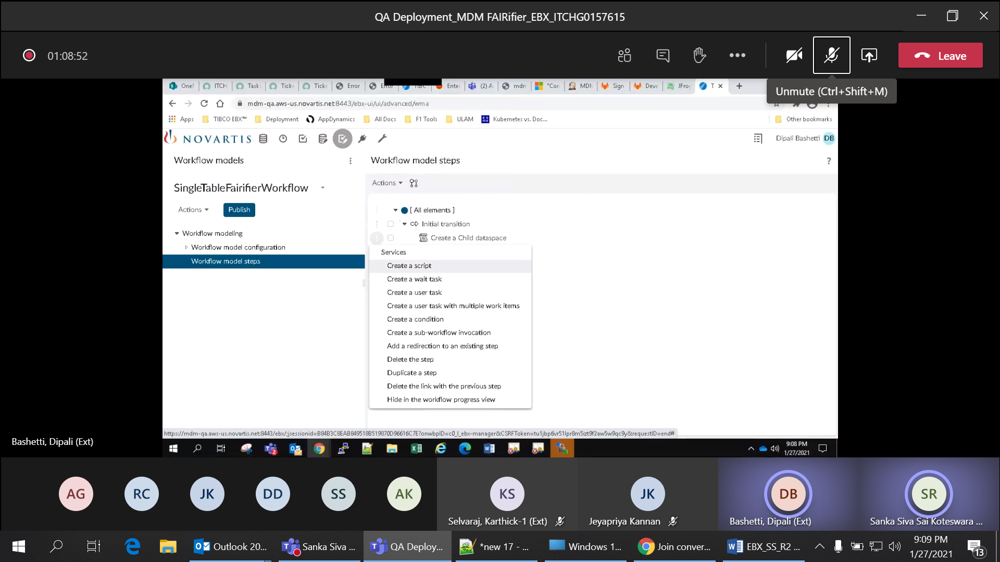 QA Deployment_MDM FAIRifier_EBX_ITCHG0157615
01:08:52
Leave
Unmute (Ctrl+Shift+M)
OneN ITCH Task Ticke Ticke Error Error TIBC Ente (2) A mdm "Con MDM Sign Deve JFrog T
mdm-qa.aws-us.novartis.net:8443/ebx-ui/ui/advanced/wma
Apps TIBCO EBX™ Deployment AppDynamics All Docs F1 Tools ULAM Kubernetes vs. Doc... Other bookmarks
NOVARTIS
Dipali Bashetti DB
Workflow models
Workflow model steps
?
SingleTableFairifierWorkflow
Actions
Actions Publish
[ All elements ]
Initial transition
Create a Child dataspace
Workflow modeling
Workflow model configuration
Workflow model steps
Services
Create a script
Create a wait task
Create a user task
Create a user task with multiple work items
Create a condition
Create a sub-workflow invocation
Add a redirection to an existing step
Delete the step
Duplicate a step
Delete the link with the previous step
Hide in the workflow progress view
https://mdm-qa.aws-us.novartis.net:8443/ebx/;jsessionid=B84B3C8EAB849518B519870D96616C7E?onwbpID=c0_I_ebx-manager&CSRFToken=tu1jbp6vr51lpr8m5izt9f2aw5w9qc9y&requestID=end#
Bashetti, Dipali (Ext)
9:08 PM
1/27/2021
AG RC JK DD SS AK KS JK DB SR
Selvaraj, Karthick-1 (Ext) Jeyapriya Kannan Bashetti, Dipali (Ext) Sanka Siva Sai Koteswara ...
Outlook 20... Sanka Siva ... QA Deploy... *new 17 - ... Windows 1... Join conver... EBX_SS_R2 ...
9:09 PM
1/27/2021
13